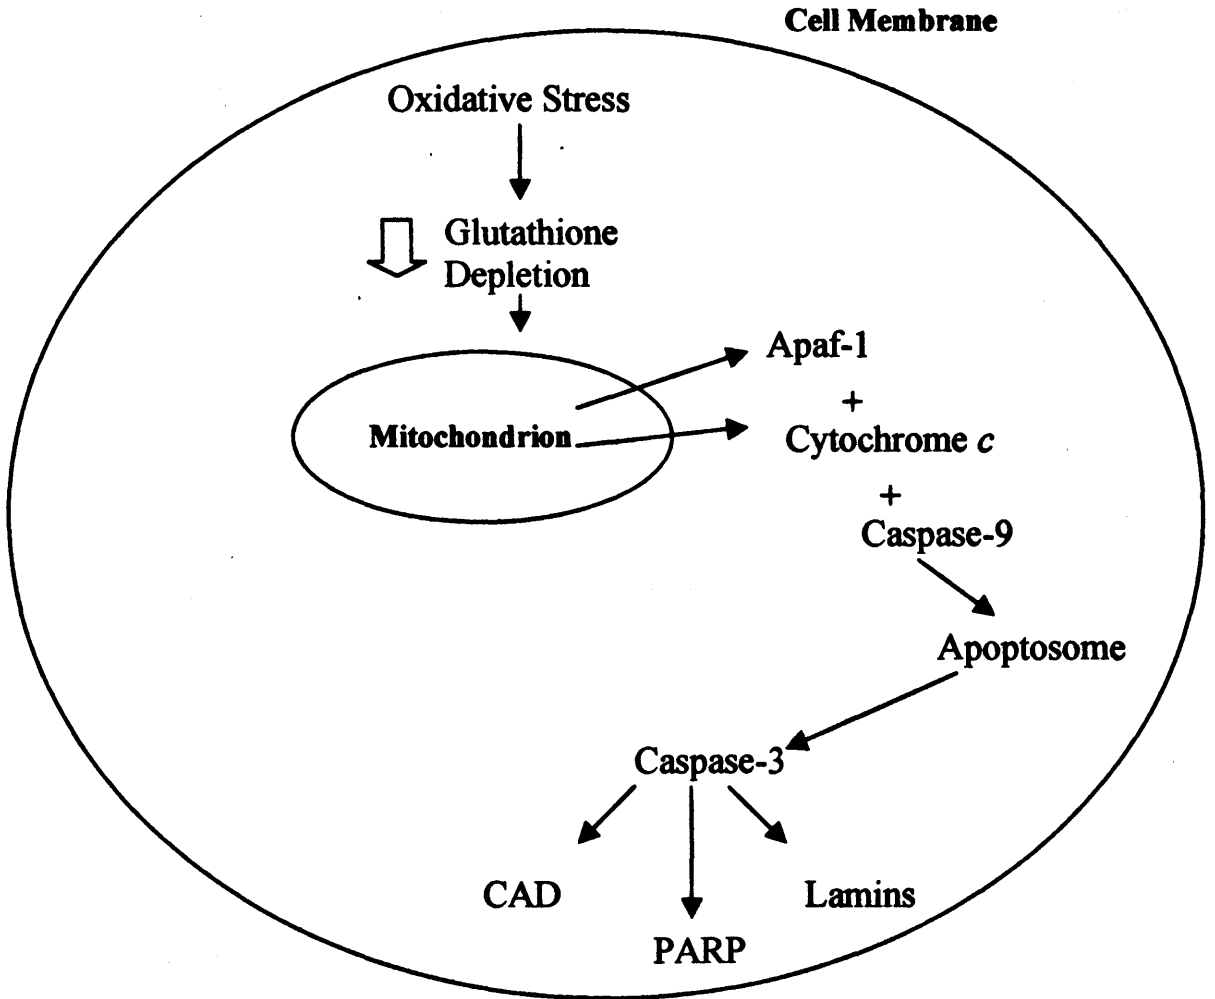 Cell Membrane
Oxidative Stress
Glutathione
Depletion
Apaf-1
+
Mitochondrion
Cytochrome c
+
Caspase-9
Apoptosome
Caspase-3
CAD
Lamins
PARP